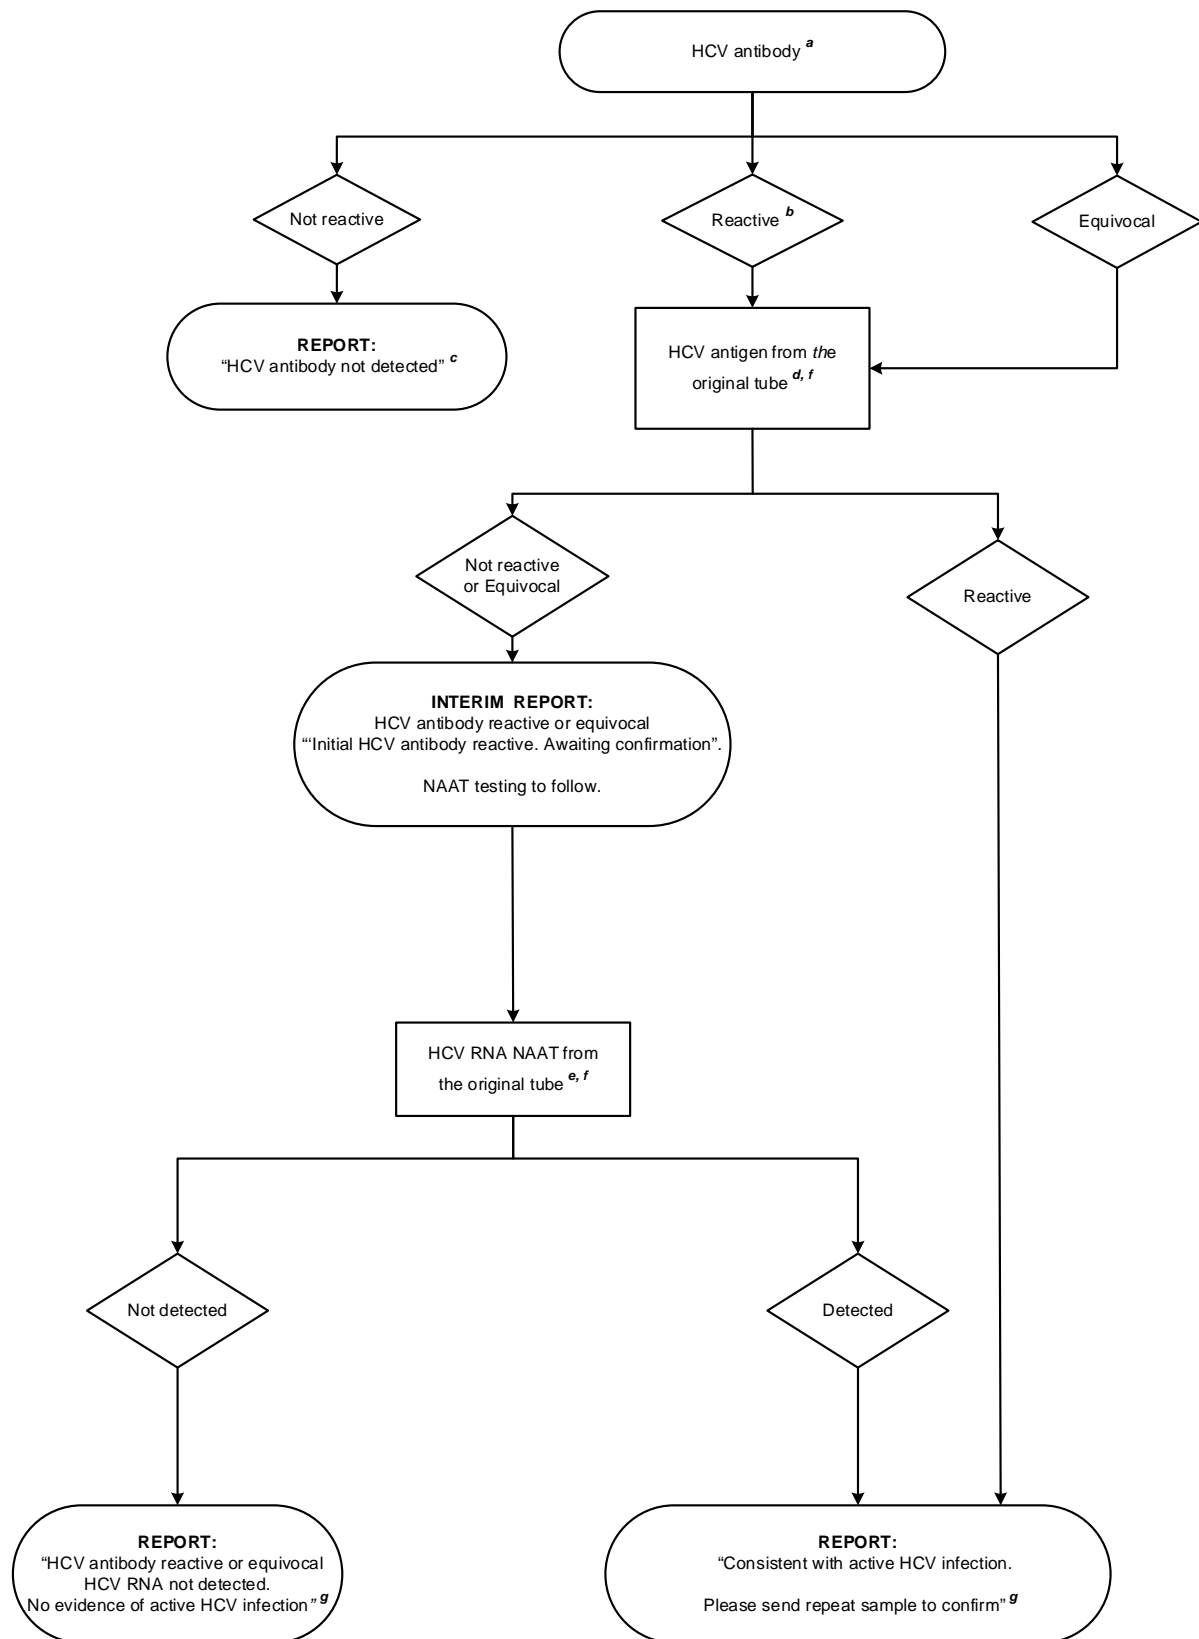 HCV antibody a
Not reactive
Reactive b
Equivocal
REPORT:
“HCV antibody not detected” c
HCV antigen from the
original tube d, f
Not reactive
or Equivocal
Reactive
INTERIM REPORT:
HCV antibody reactive or equivocal
“‘Initial HCV antibody reactive. Awaiting confirmation”.
NAAT testing to follow.
HCV RNA NAAT from
the original tube e, f
Not detected
Detected
REPORT:
“HCV antibody reactive or equivocal
HCV RNA not detected.
No evidence of active HCV infection” g
REPORT:
“Consistent with active HCV infection.
Please send repeat sample to confirm” g